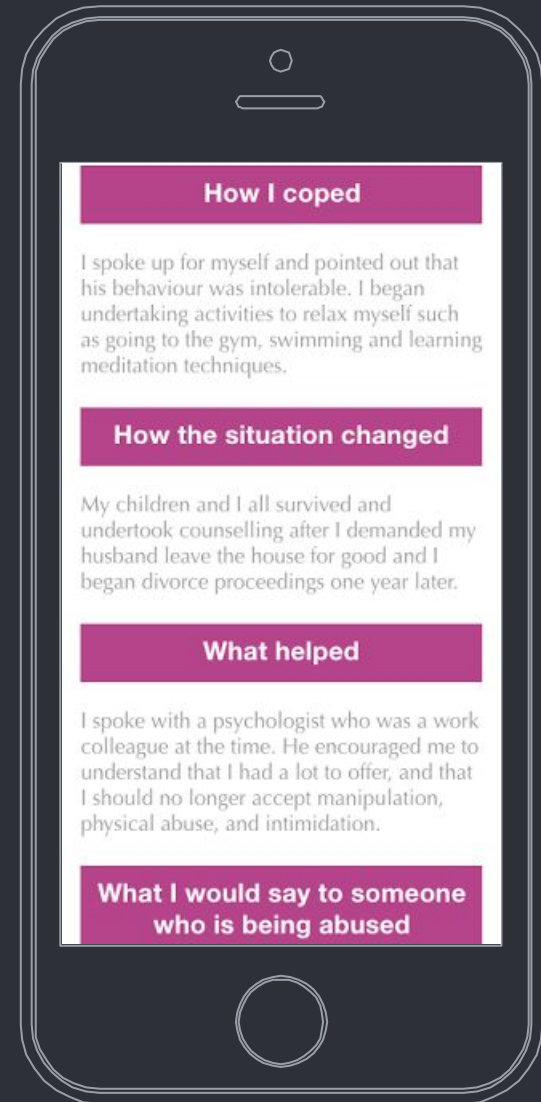 How I coped
I spoke up for myself and pointed out that
his behaviour was intolerable. I began
undertaking activities to relax myself such
as going to the gym, swimming and learning
meditation techniques.
How the situation changed
My children and I all survived and
undertook counselling after I demanded my
husband leave the house for good and I
began divorce proceedings one year later.
What helped
I spoke with a psychologist who was a work
colleague at the time. He encouraged me to
understand that I had a lot to offer, and that
I should no longer accept manipulation,
physical abuse, and intimidation.
What I would say to someone
who is being abused